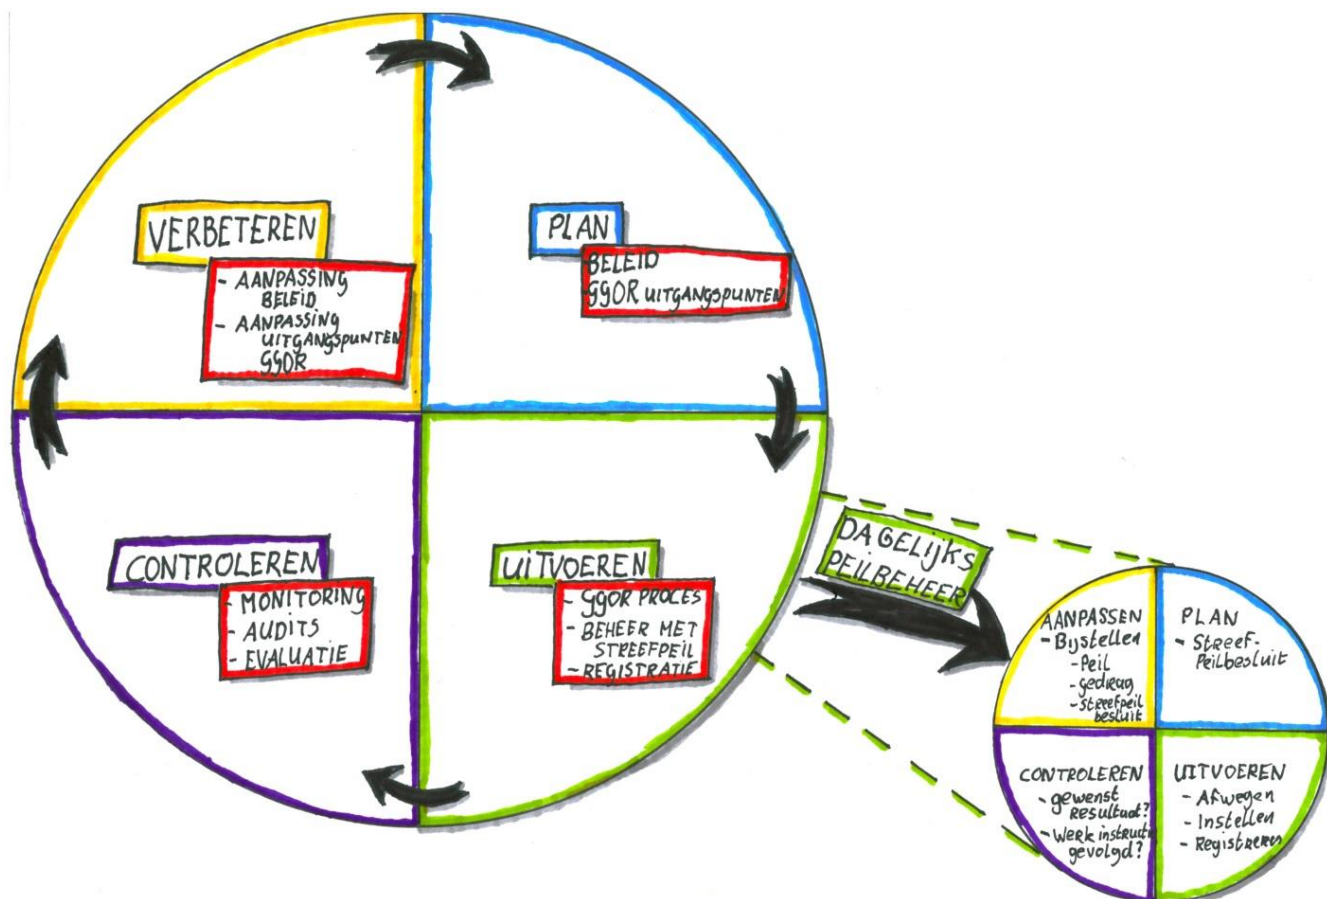 VERBETEREN
- AANPASSING
BELEID
- AANPASSING
UITGANGSPUNTEN
GGOR
PLAN
- BELEID
- GGOR UITGANGSPUNTEN
CONTROLEREN
- MONITORING
- AUDITS
- EVALUATIE
UITVOEREN
- GGOR PROCES
- BEHEER MET
STREEFPEIL
- REGISTRATIE
DAGELIJKS
PEILBEHEER
AANPASSEN
- Bijstellen
- Peil
- gedrag
- streefpeil
besluit
PLAN
- Streef-
Peilbesluit
CONTROLEREN
- gewenst
RESULTAAT?
- Werk instructie
gevolgd?
UITVOEREN
- Afwegen
- Instellen
- Registreren